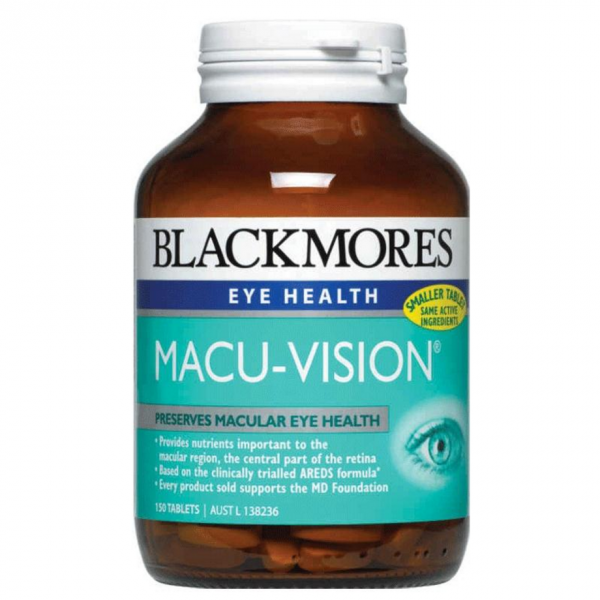 BLACKMORES
EYE HEALTH
SMALLER TABLETS
SAME ACTIVE
INGREDIENTS
MACU-VISION®
PRESERVES MACULAR EYE HEALTH
• Provides nutrients important to the
macular region, the central part of the retina
• Based on the clinically trialled AREDS formula*
• Every product sold supports the MD Foundation
150 TABLETS | AUST L 138236